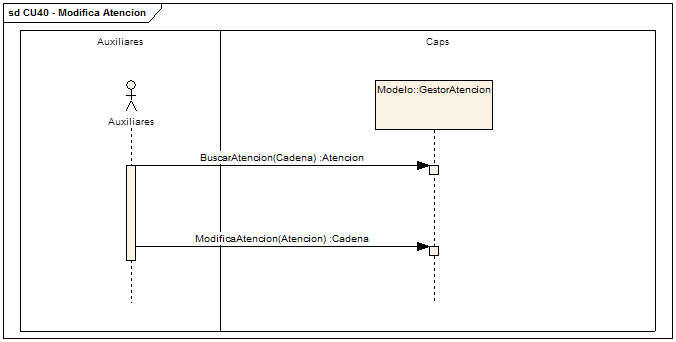 sd CU40 - Modifica Atencion
Auxiliares
Caps
Modelo::GestorAtencion
Auxiliares
BuscarAtencion(Cadena) :Atencion
ModificaAtencion(Atencion) :Cadena